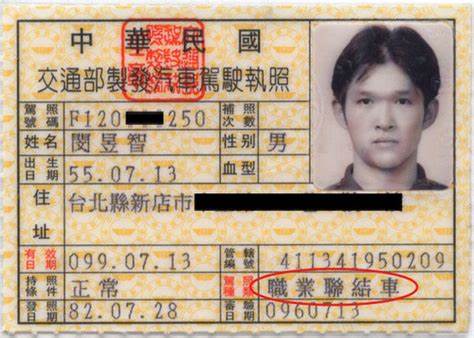 中華民國
交通部製發汽車駕駛執照
駕照號碼 F120 250 補照次數
姓名 閔昱智 性別 男
出生日期 55.07.13 血型
住址 台北縣新店市
有效日期 099.07.13 管轄編號 411341950209
持照條件 正常 駕照種類 職業聯結車
發照日期 82.07.28 審驗日期 0960713